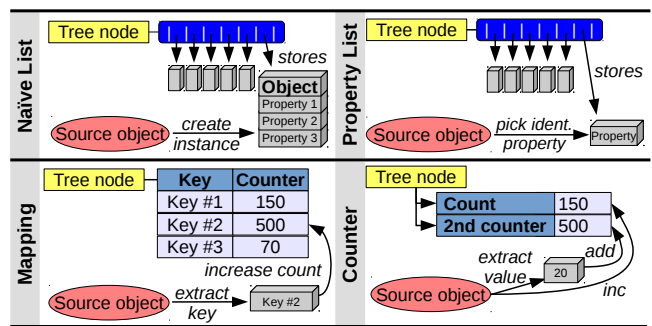 Naïve List
Tree node
stores
Object
Property 1
Property 2
Property 3
Source object
create
instance
Property List
Tree node
stores
Source object
pick ident.
property
Property
Mapping
Tree node
Key Counter
Key #1 150
Key #2 500
Key #3 70
increase count
Source object
extract
key
Key #2
Counter
Tree node
Count 150
2nd counter 500
extract
value
20
add
inc
Source object